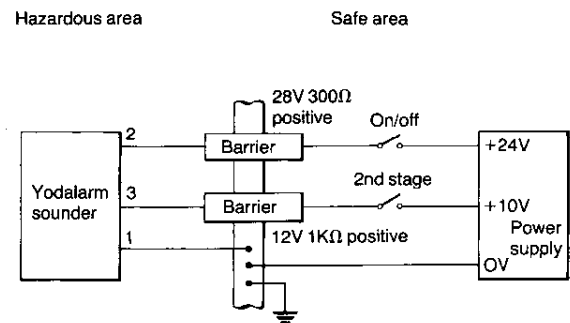 Hazardous area
Safe area
28V 300Ω
positive
On/off
2
Barrier
+24V
Yodalarm
sounder
2nd stage
3
Barrier
+10V
Power
supply
12V 1KΩ positive
1
OV